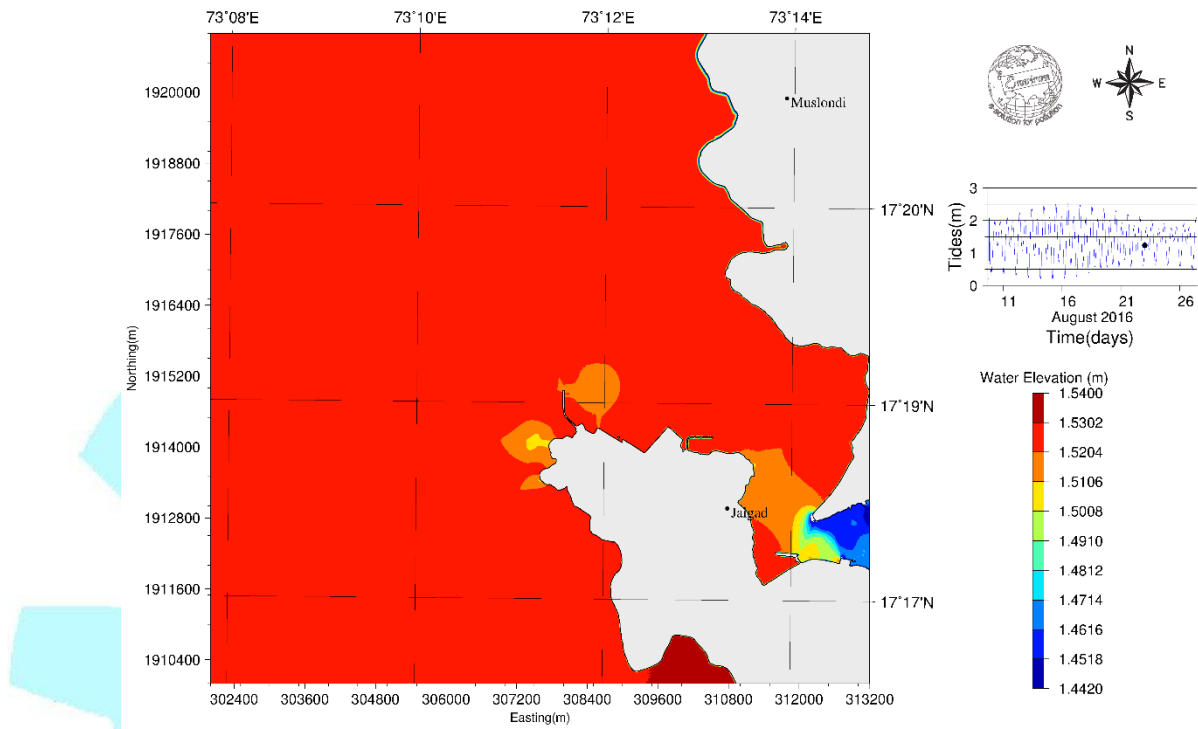 73°08'E 73°10'E 73°12'E 73°14'E
1920000
1918800
1917600
1916400
1915200
1914000
1912800
1911600
1910400
Northing(m)
Muslondi
Jaigad
17°20'N
17°19'N
17°17'N
302400 303600 304800 306000 307200 308400 309600 310800 312000 313200
Easting(m)
N
W E
S
e-solution for pollution
Tides(m)
3
2
1
0
11 16 21 26
August 2016
Time(days)
Water Elevation (m)
1.5400
1.5302
1.5204
1.5106
1.5008
1.4910
1.4812
1.4714
1.4616
1.4518
1.4420